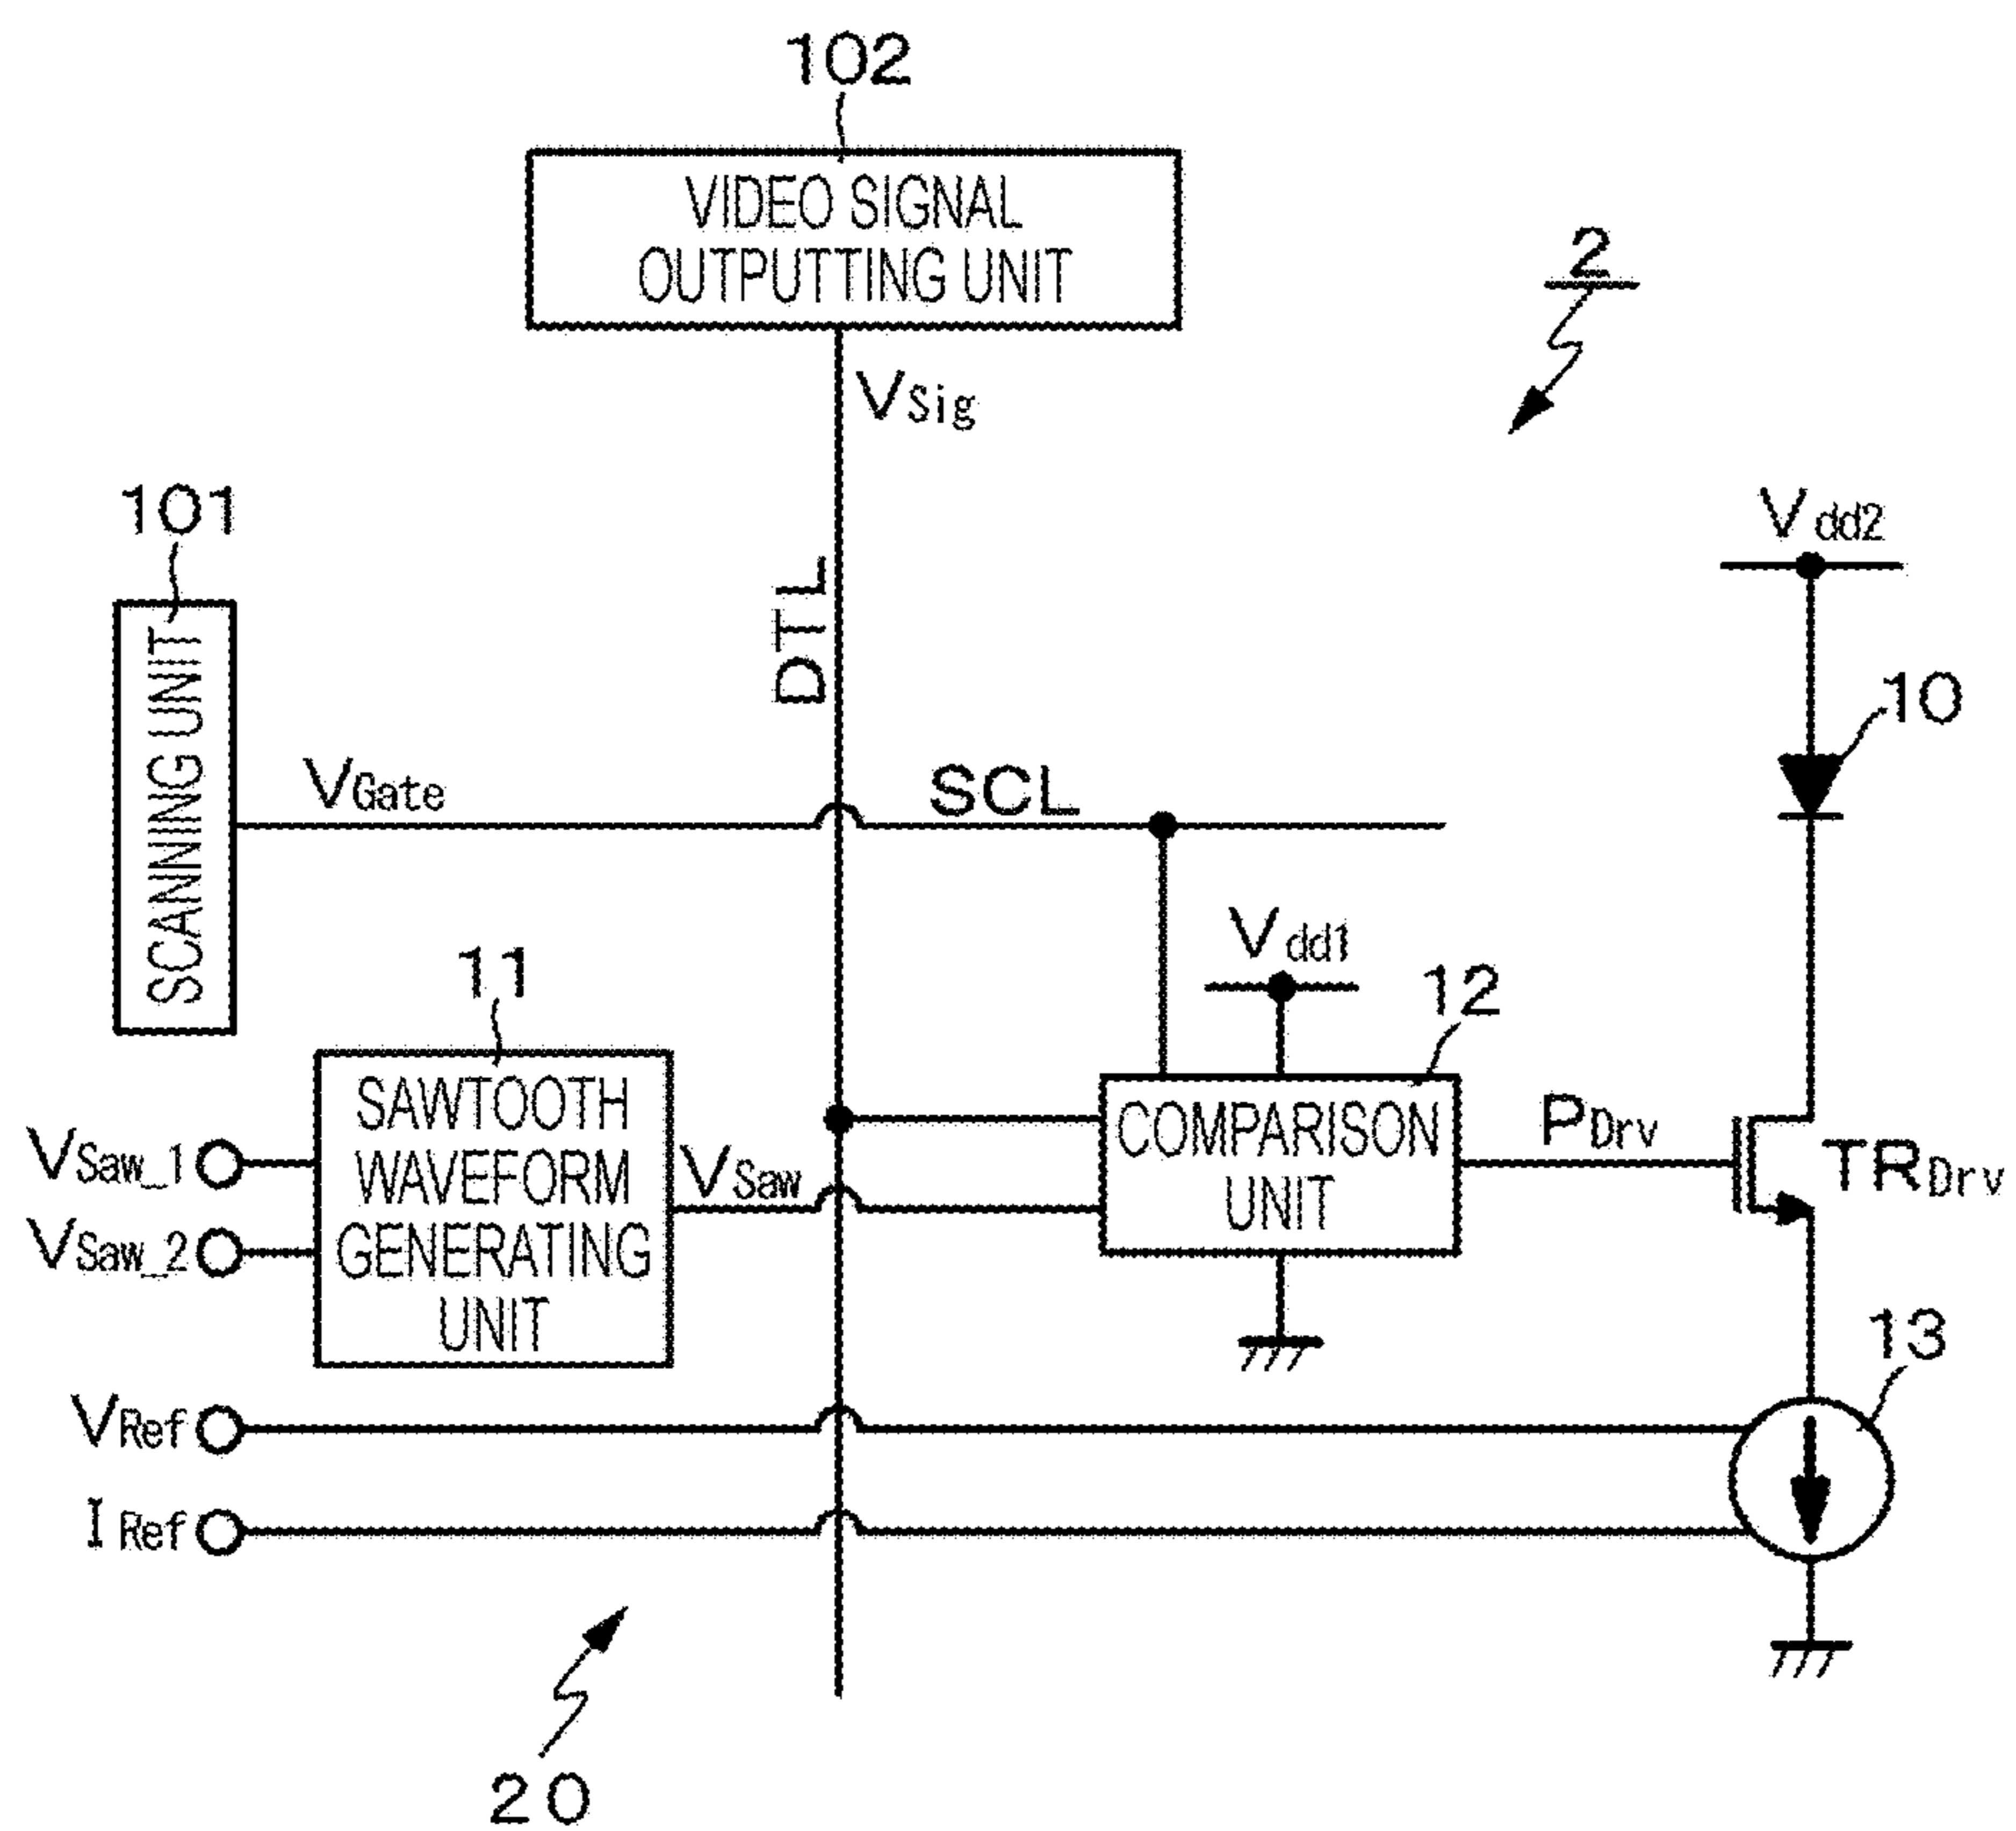 102
VIDEO SIGNAL
OUTPUTTING UNIT
2
VSig
Vdd2
101
SCANNING UNIT
DTL
10
VGate
SCL
Vdd1
11
12
SAWTOOTH
WAVEFORM
GENERATING
UNIT
COMPARISON
UNIT
PDrv
TRDrv
VSaw_1
VSaw
VSaw_2
13
VRef
IRef
20